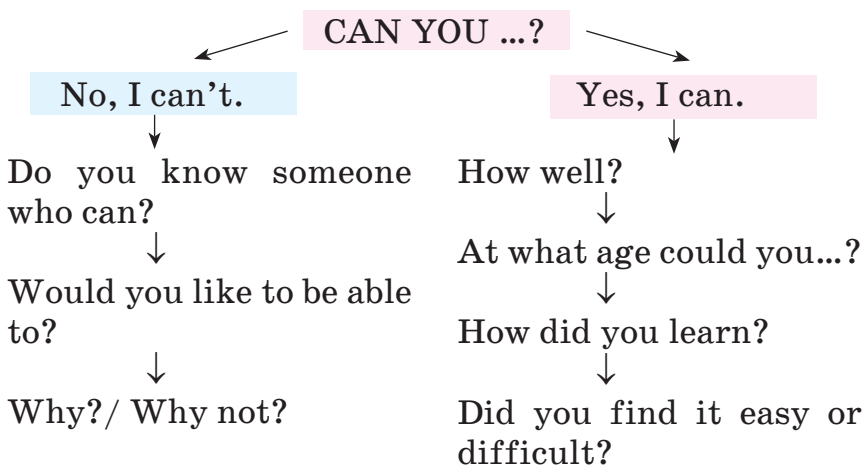 CAN YOU ...?
No, I can't.
Do you know someone
who can?
Would you like to be able
to?
Why?/ Why not?
Yes, I can.
How well?
At what age could you...?
How did you learn?
Did you find it easy or
difficult?